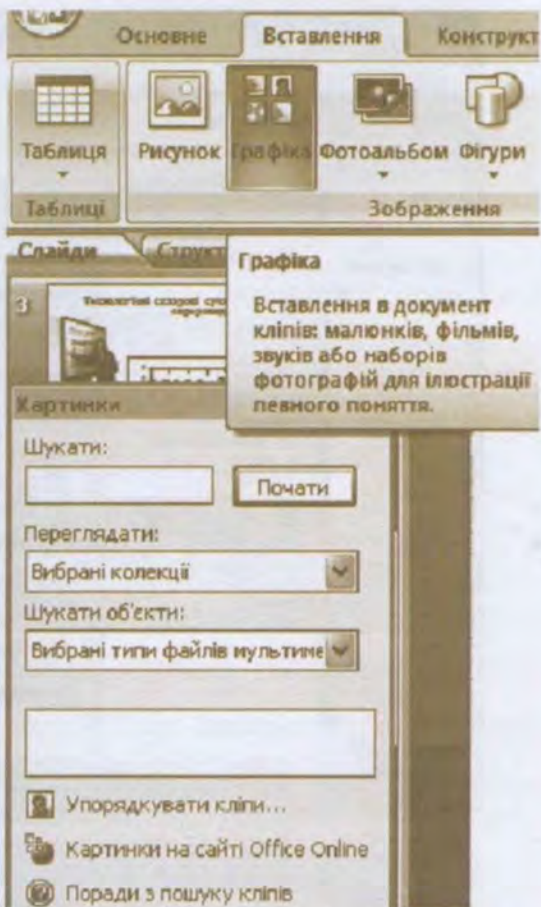 Основне Вставлення Конструкт
Таблиця Рисунок Графіка Фотоальбом Фігури
Таблиці Зображення
Слайди Структ
Графіка
Вставлення в документ
кліпів: малюнків, фільмів,
звуків або наборів
фотографій для ілюстрації
певного поняття.
3
Картинки
Шукати:
Почати
Переглядати:
Вибрані колекції
Шукати об'єкти:
Вибрані типи файлів мультиме
Упорядкувати кліпи...
Картинки на сайті Office Online
Поради з пошуку кліпів